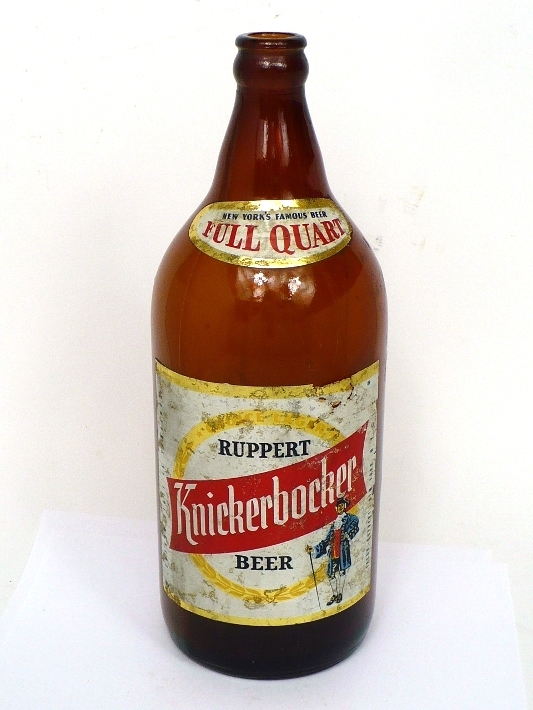 NEW YORK'S FAMOUS BEER
FULL QUART
RUPPERT
Knickerbocker
BEER